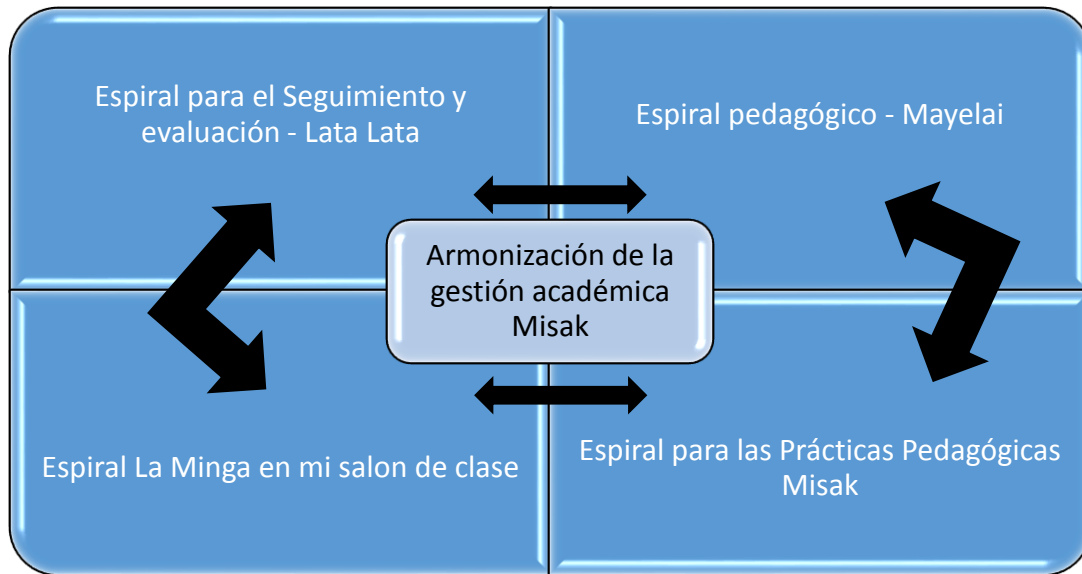 Espiral para el Seguimiento y
evaluación - Lata Lata
Espiral pedagógico - Mayelai
Armonización de la
gestión académica
Misak
Espiral La Minga en mi salon de clase
Espiral para las Prácticas Pedagógicas
Misak